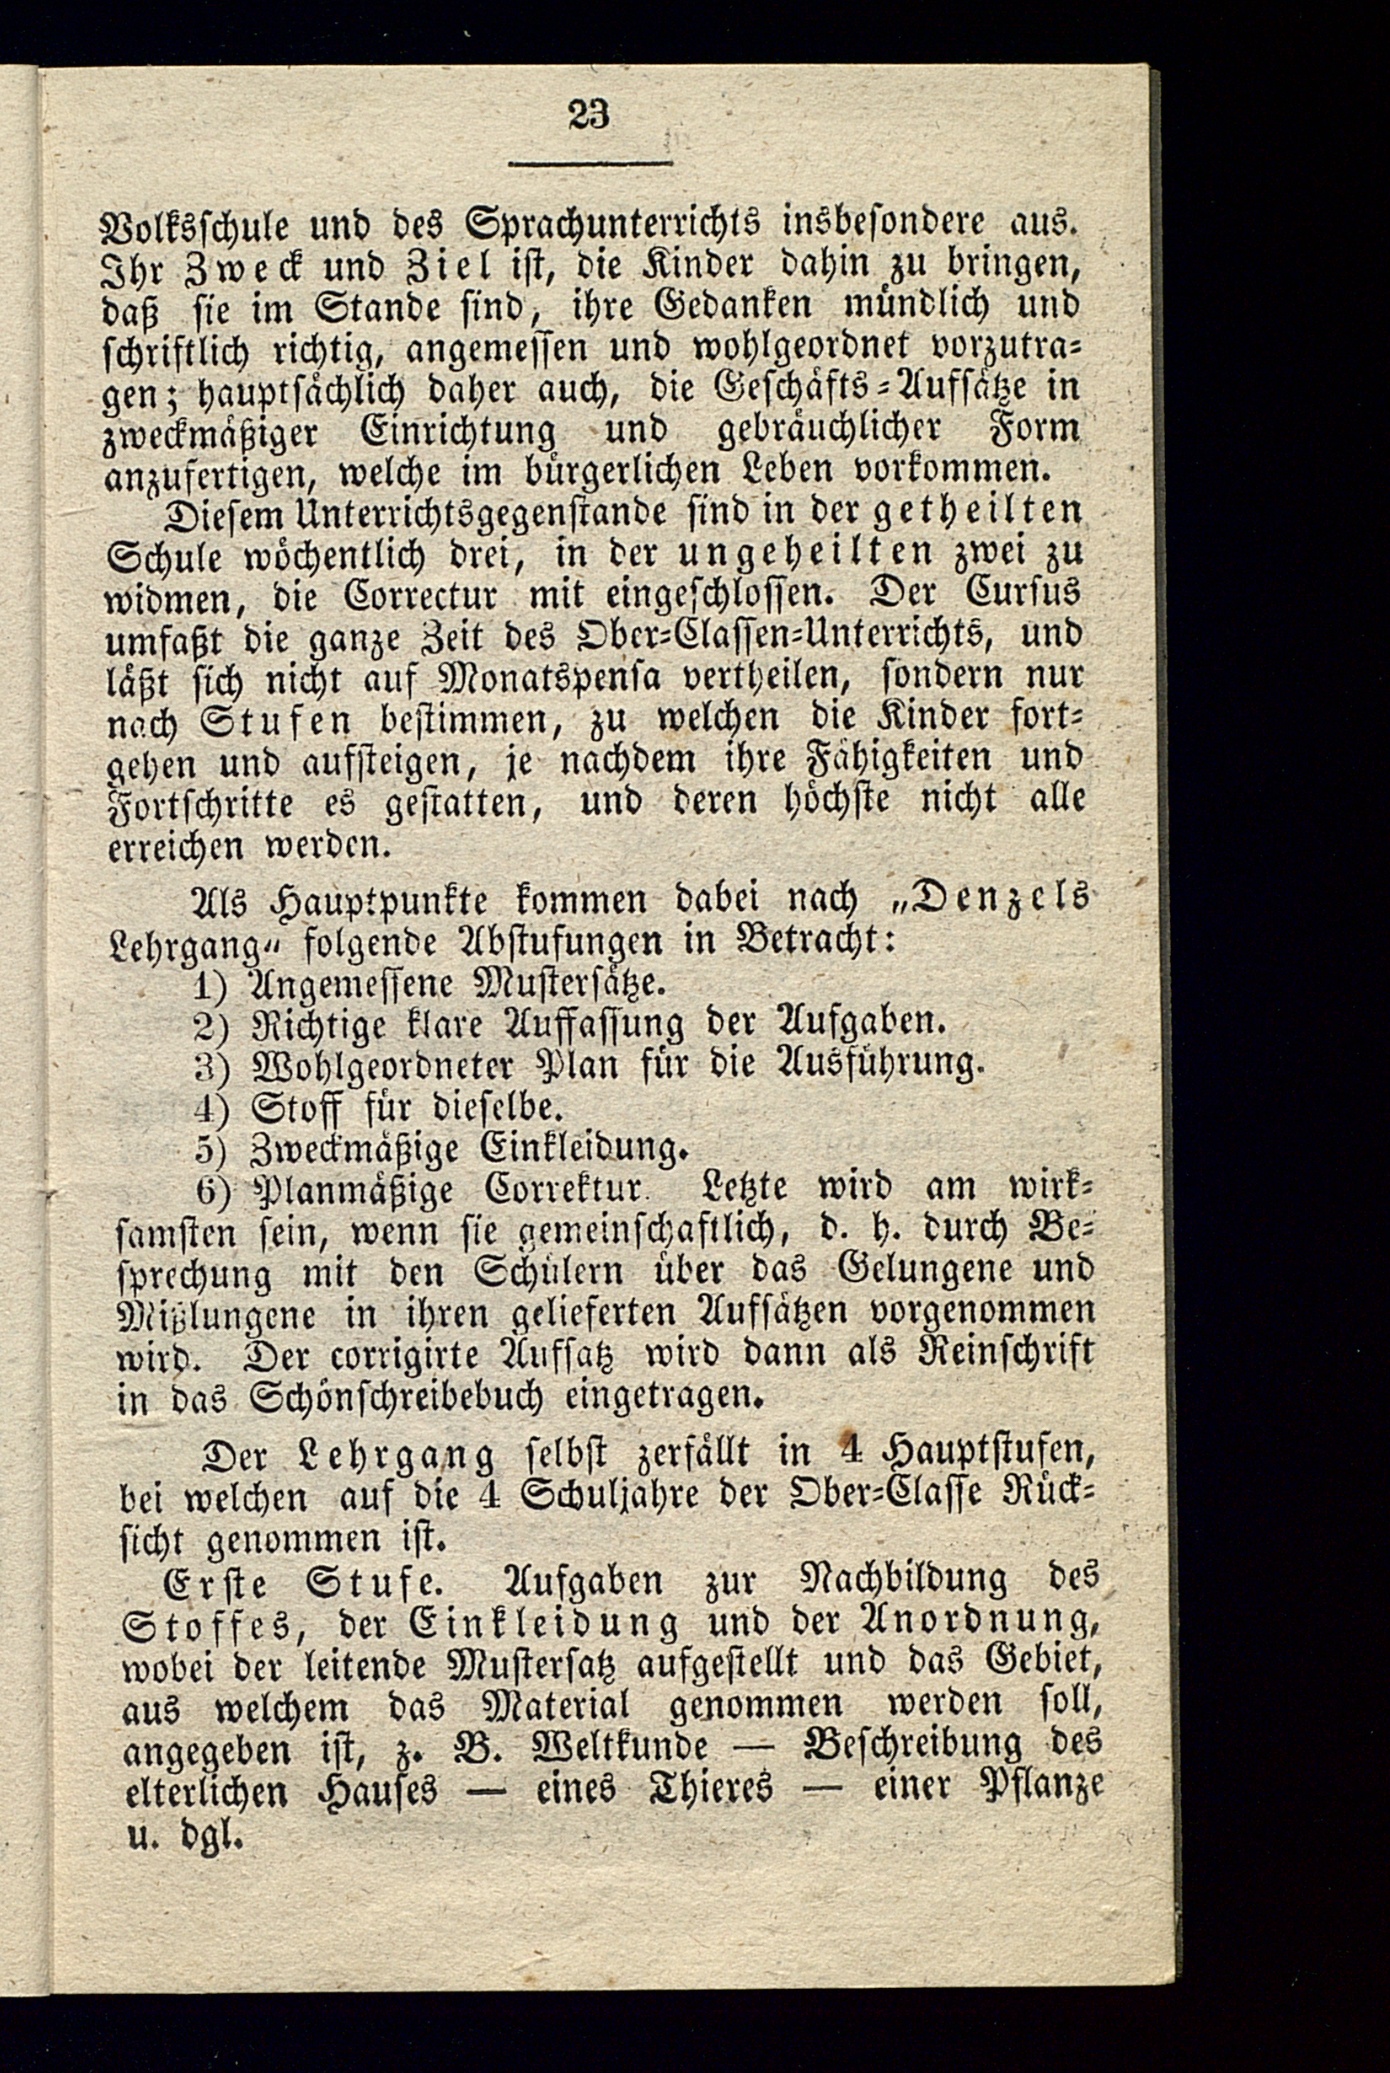 23
Volksschule und des Sprachunterrichts insbesondere aus.
Ihr Zweck und Ziel ist, die Kinder dahin zu bringen,
daß sie im Stande sind, ihre Gedanken mündlich und
schriftlich richtig, angemessen und wohlgeordnet vorzutra-
gen; hauptsächlich daher auch, die Geschäfts-Aufsätze in
zweckmäßiger Einrichtung und gebräuchlicher Form
anzufertigen, welche im bürgerlichen Leben vorkommen.
Diesem Unterrichtsgegenstande sind in der getheilten
Schule wöchentlich drei, in der ungeheilten zwei zu
widmen, die Correctur mit eingeschlossen. Der Cursus
umfaßt die ganze Zeit des Ober-Classen-Unterrichts, und
läßt sich nicht auf Monatspensa vertheilen, sondern nur
nach Stufen bestimmen, zu welchen die Kinder fort-
gehen und aufsteigen, je nachdem ihre Fähigkeiten und
Fortschritte es gestatten, und deren höchste nicht alle
erreichen werden.
Als Hauptpunkte kommen dabei nach „Denzels
Lehrgang“ folgende Abstufungen in Betracht:
1) Angemessene Mustersätze.
2) Richtige klare Auffassung der Aufgaben.
3) Wohlgeordneter Plan für die Ausführung.
4) Stoff für dieselbe.
5) Zweckmäßige Einkleidung.
6) Planmäßige Correktur. Letzte wird am wirk-
samsten sein, wenn sie gemeinschaftlich, d. h. durch Be-
sprechung mit den Schülern über das Gelungene und
Mißlungene in ihren gelieferten Aufsätzen vorgenommen
wird. Der corrigirte Aufsatz wird dann als Reinschrift
in das Schönschreibebuch eingetragen.
Der Lehrgang selbst zerfällt in 4 Hauptstufen,
bei welchen auf die 4 Schuljahre der Ober-Classe Rück-
sicht genommen ist.
Erste Stufe. Aufgaben zur Nachbildung des
Stoffes, der Einkleidung und der Anordnung,
wobei der leitende Mustersatz aufgestellt und das Gebiet,
aus welchem das Material genommen werden soll,
angegeben ist, z. B. Weltkunde — Beschreibung des
elterlichen Hauses — eines Thieres — einer Pflanze
u. dgl.